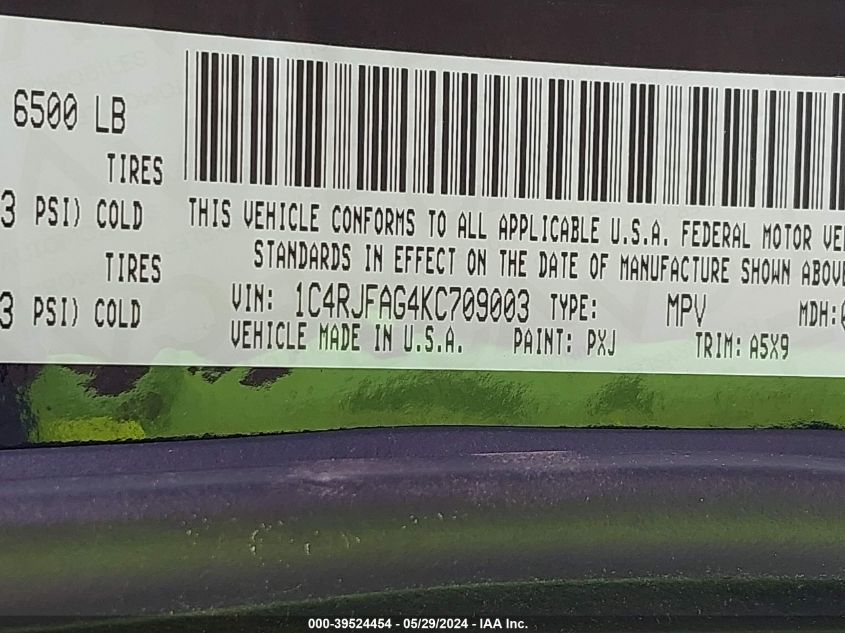 6500 LB
TIRES
3 PSI) COLD
TIRES
3 PSI) COLD
THIS VEHICLE CONFORMS TO ALL APPLICABLE U.S.A. FEDERAL MOTOR VE
STANDARDS IN EFFECT ON THE DATE OF MANUFACTURE SHOWN ABOVE
VIN: 1C4RJFAG4KC709003 TYPE: MPV MDH:
VEHICLE MADE IN U.S.A. PAINT: PXJ TRIM: A5X9
000-39524454 - 05/29/2024 - IAA Inc.